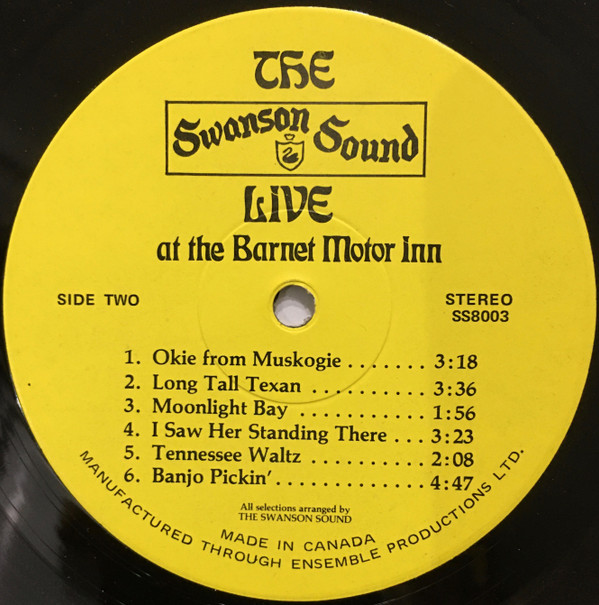 THE
Swanson Sound
LIVE
at the Barnet Motor Inn
SIDE TWO
STEREO
SS8003
1. Okie from Muskogie ....... 3:18
2. Long Tall Texan .......... 3:36
3. Moonlight Bay ........... 1:56
4. I Saw Her Standing There ... 3:23
5. Tennessee Waltz .......... 2:08
6. Banjo Pickin' ............. 4:47
All selections arranged by
THE SWANSON SOUND
MADE IN CANADA
MANUFACTURED THROUGH ENSEMBLE PRODUCTIONS LTD.